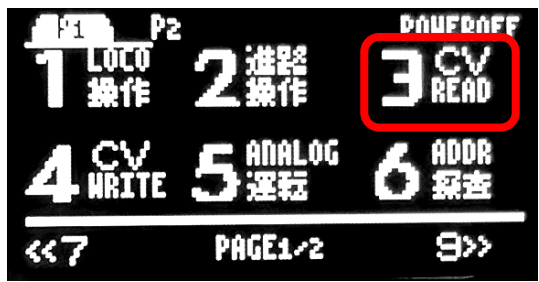 P1 P2 POWEROFF
1 LOCO 操作 2 進路 操作 3 CV READ
4 CV WRITE 5 ANALOG 運転 6 ADDR 探査
<<7 PAGE1/2 9>>